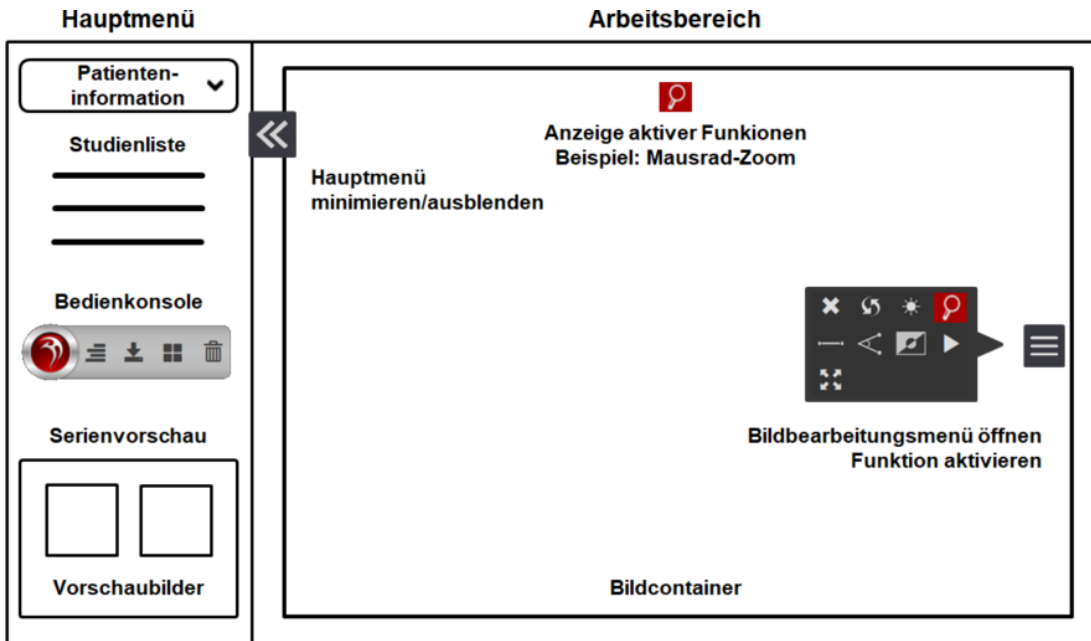 Hauptmenü
Arbeitsbereich
Patienten-
information
Studienliste
Bedienkonsole
Serienvorschau
Vorschaubilder
Anzeige aktiver Funkionen
Beispiel: Mausrad-Zoom
Hauptmenü
minimieren/ausblenden
Bildbearbeitungsmenü öffnen
Funktion aktivieren
Bildcontainer